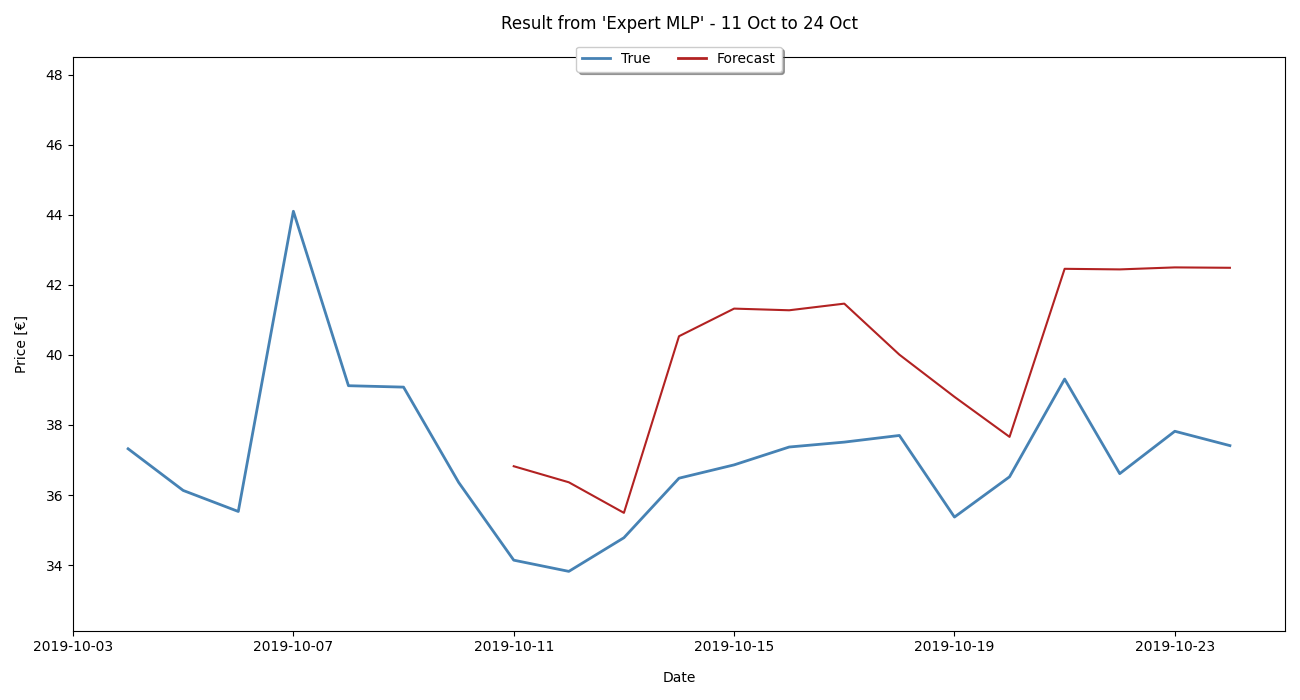 Result from 'Expert MLP' - 11 Oct to 24 Oct
True Forecast
48
46
44
42
40
38
36
34
Price [€]
2019-10-03 2019-10-07 2019-10-11 2019-10-15 2019-10-19 2019-10-23
Date